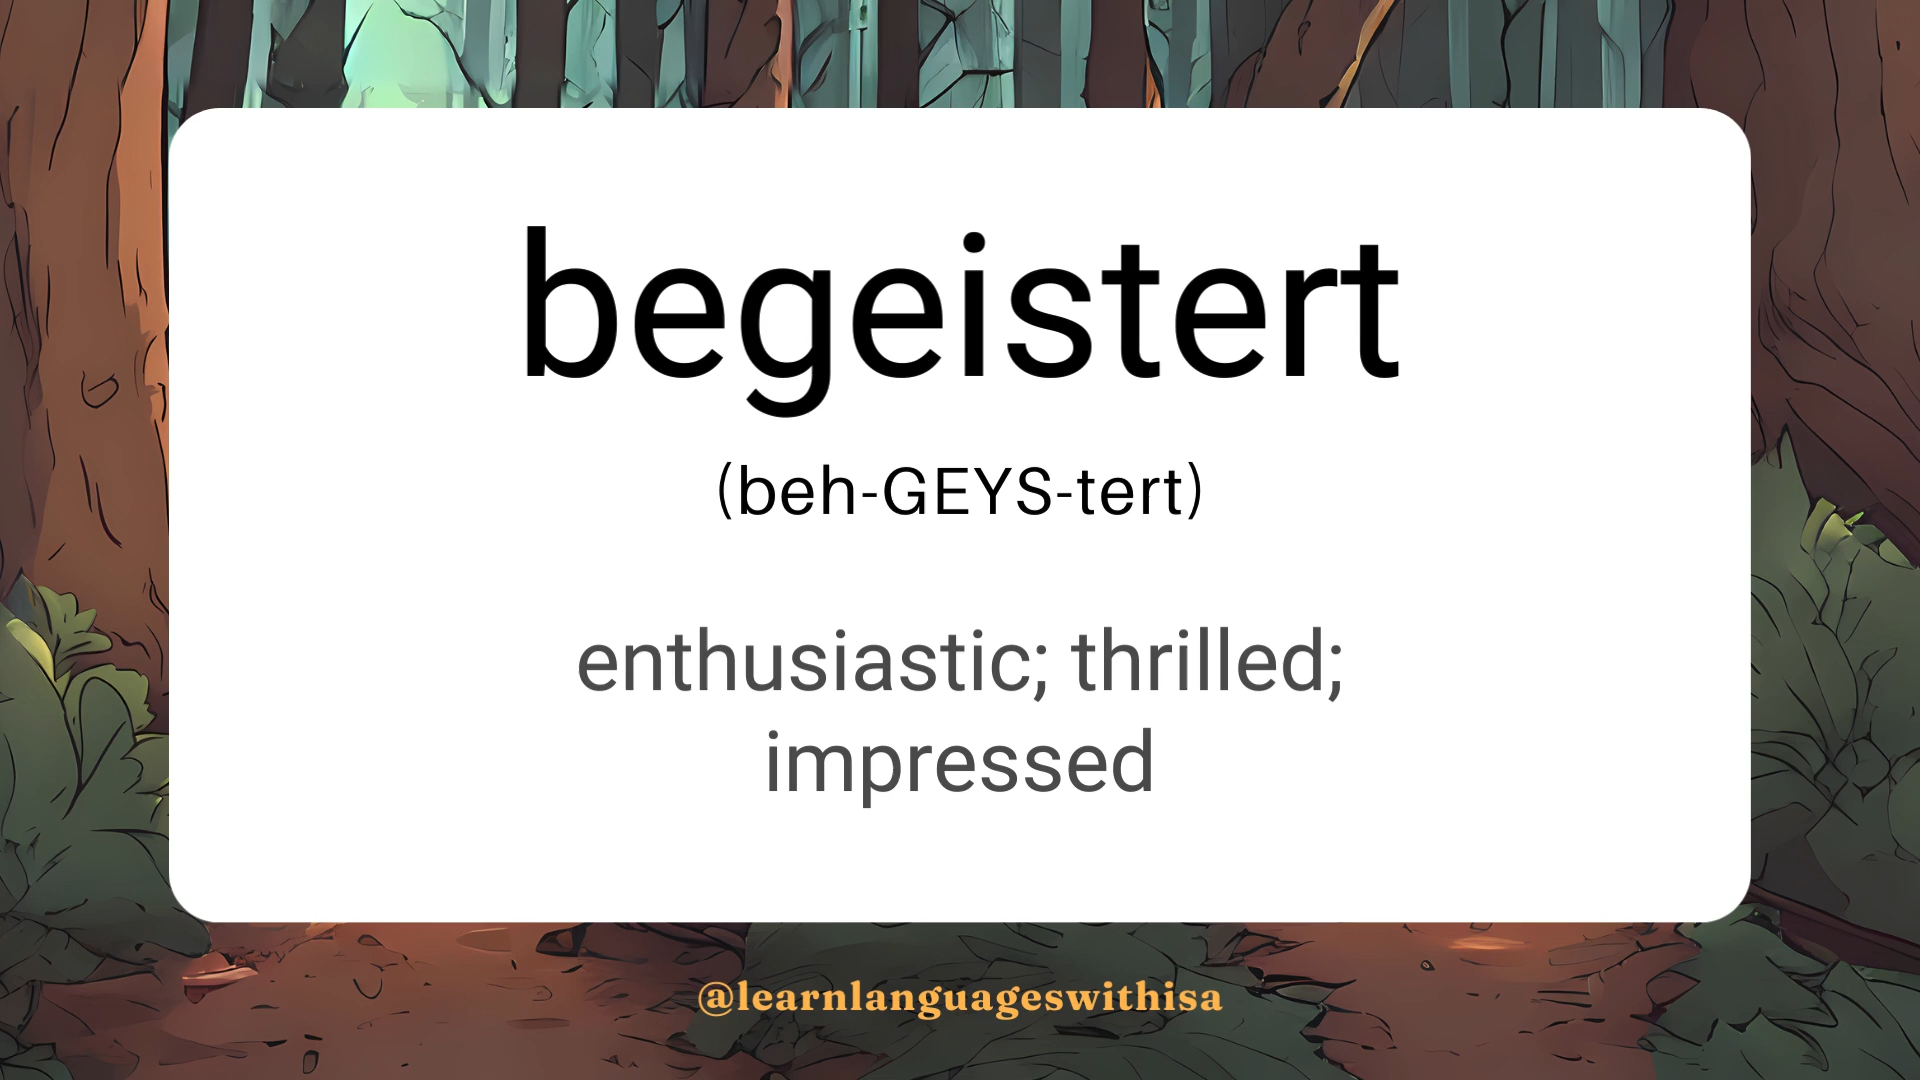 begeistert
(beh-GEYS-tert)
enthusiastic; thrilled;
impressed
@learnlanguageswithisa